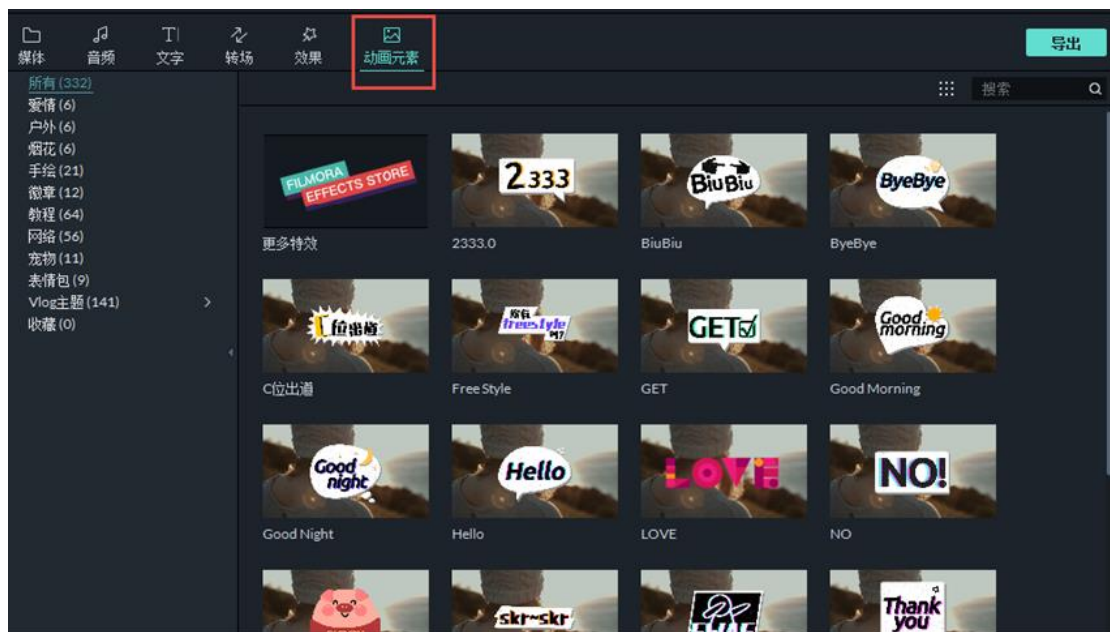 媒体 音频 文字 转场 效果 动画元素 导出
所有 (332)
爱情 (6)
户外 (6)
烟花 (6)
手绘 (21)
徽章 (12)
教程 (64)
网络 (56)
宠物 (11)
表情包 (9)
Vlog主题 (141)
收藏 (0)
搜索
FILMORA
EFFECTS STORE
2333
BiuBiu
ByeBye
更多特效 2333.0 BiuBiu ByeBye
C位出道
你有
freestyle
吗?
GET
Good
morning
C位出道 Free Style GET Good Morning
Good
night
Hello
LOVE
NO!
Good Night Hello LOVE NO
skr~skr
Thank
you